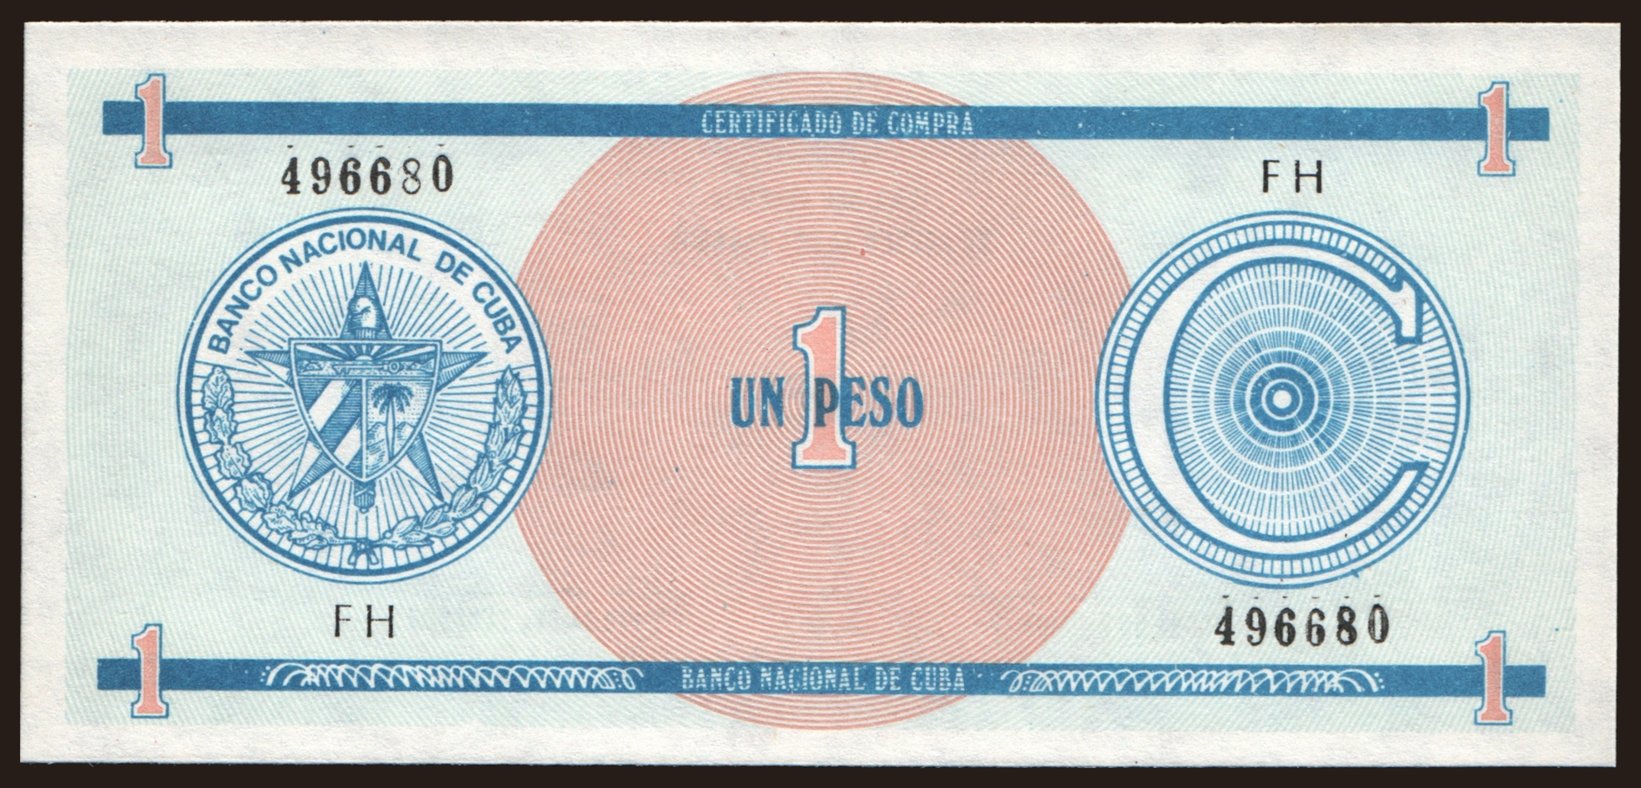 1 CERTIFICADO DE COMPRA 1
496680 FH
BANCO NACIONAL DE CUBA
C
1
UN PESO
FH 496680
1 BANCO NACIONAL DE CUBA 1